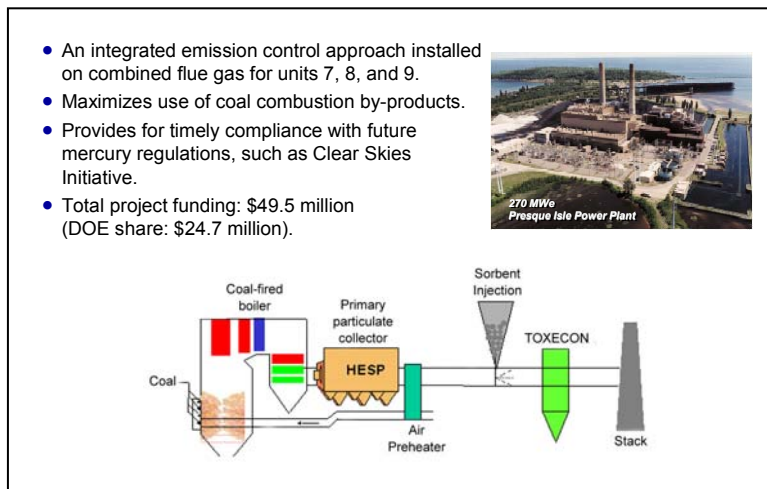 • An integrated emission control approach installed
on combined flue gas for units 7, 8, and 9.
• Maximizes use of coal combustion by-products.
• Provides for timely compliance with future
mercury regulations, such as Clear Skies
Initiative.
• Total project funding: $49.5 million
(DOE share: $24.7 million).
270 MWe
Presque Isle Power Plant
Coal-fired
boiler
Primary
particulate
collector
Sorbent
Injection
TOXECON
HESP
Coal
Air
Preheater
Stack